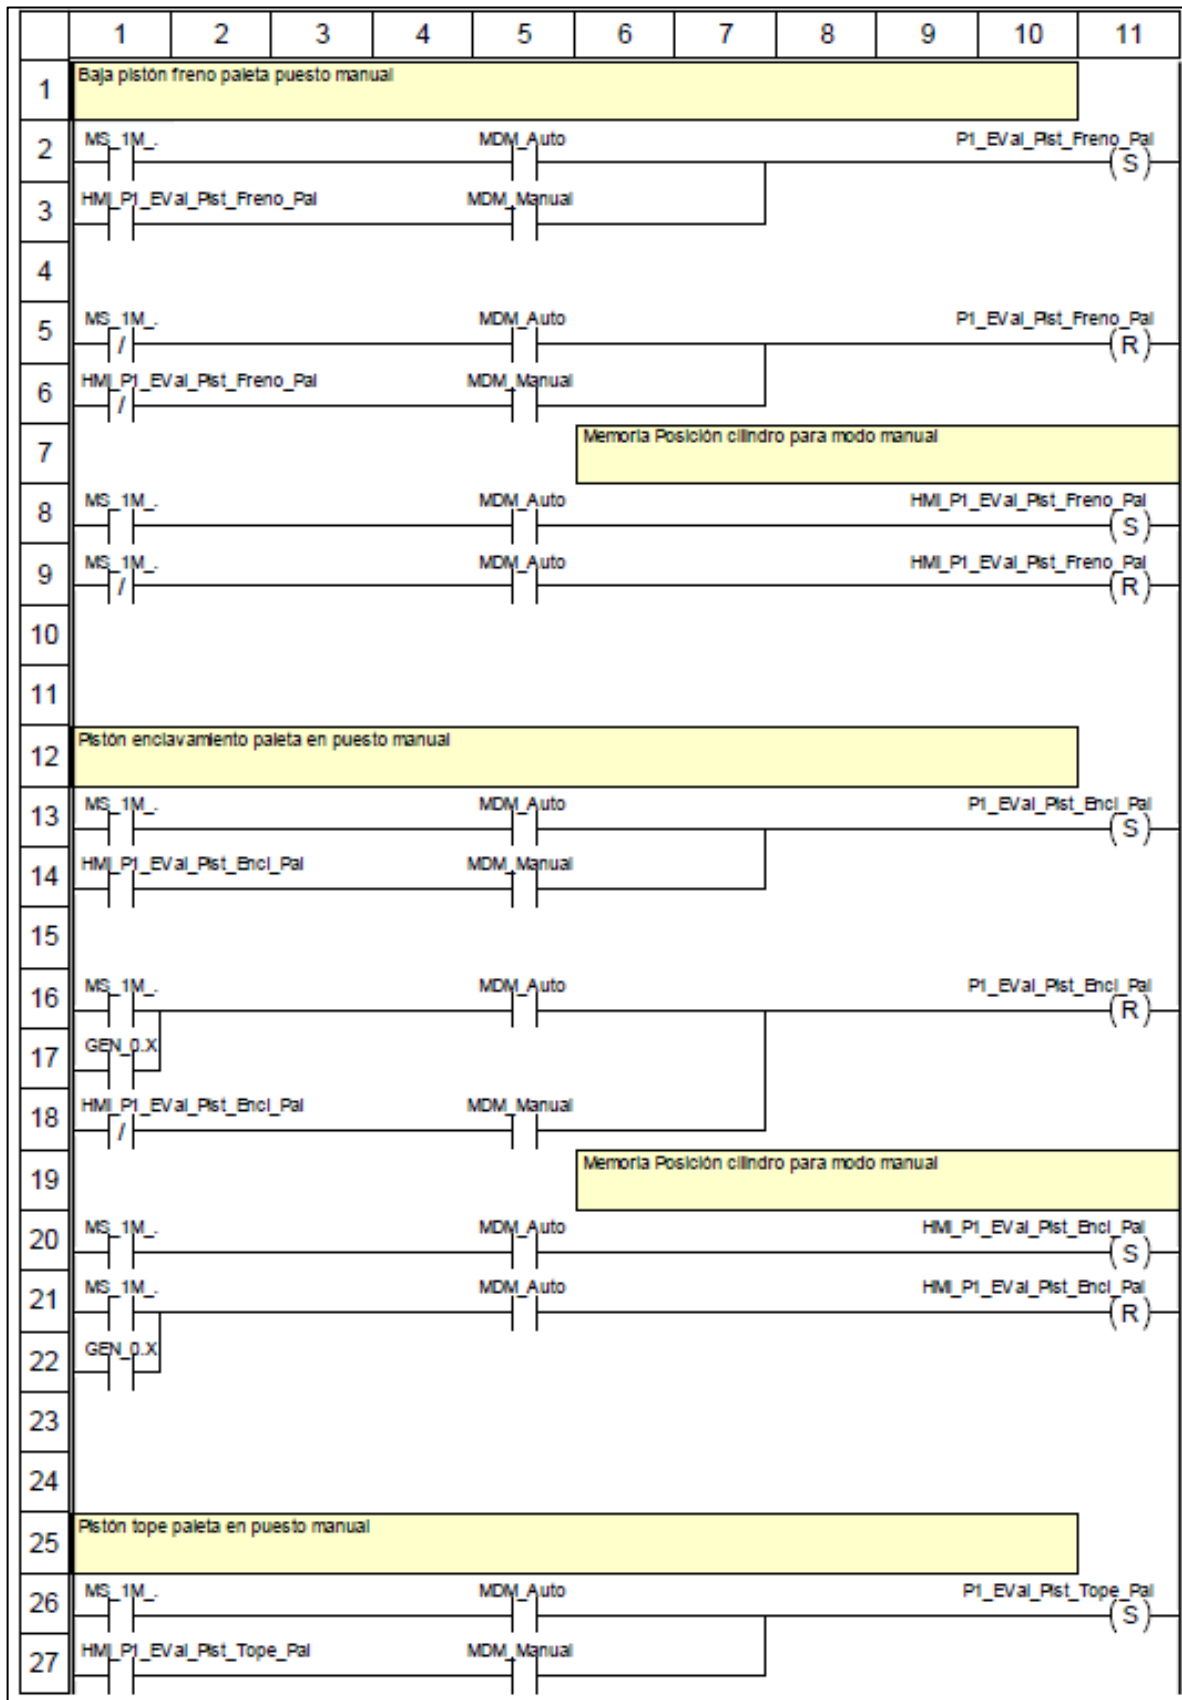 1 2 3 4 5 6 7 8 9 10 11
1 Baja pistón freno paleta puesto manual
2 MS_1M_. MDM_Auto P1_EVal_Pist_Freno_Pal
S
3 HMI_P1_EVal_Pist_Freno_Pal MDM_Manual
4
5 MS_1M_. MDM_Auto P1_EVal_Pist_Freno_Pal
/ R
6 HMI_P1_EVal_Pist_Freno_Pal MDM_Manual
/
7 Memoria Posición cilindro para modo manual
8 MS_1M_. MDM_Auto HMI_P1_EVal_Pist_Freno_Pal
S
9 MS_1M_. MDM_Auto HMI_P1_EVal_Pist_Freno_Pal
/ R
10
11
12 Pistón enclavamiento paleta en puesto manual
13 MS_1M_. MDM_Auto P1_EVal_Pist_Encl_Pal
S
14 HMI_P1_EVal_Pist_Encl_Pal MDM_Manual
15
16 MS_1M_. MDM_Auto P1_EVal_Pist_Encl_Pal
R
17 GEN_0.X
18 HMI_P1_EVal_Pist_Encl_Pal MDM_Manual
/
19 Memoria Posición cilindro para modo manual
20 MS_1M_. MDM_Auto HMI_P1_EVal_Pist_Encl_Pal
S
21 MS_1M_. MDM_Auto HMI_P1_EVal_Pist_Encl_Pal
R
22 GEN_0.X
23
24
25 Pistón tope paleta en puesto manual
26 MS_1M_. MDM_Auto P1_EVal_Pist_Tope_Pal
S
27 HMI_P1_EVal_Pist_Tope_Pal MDM_Manual